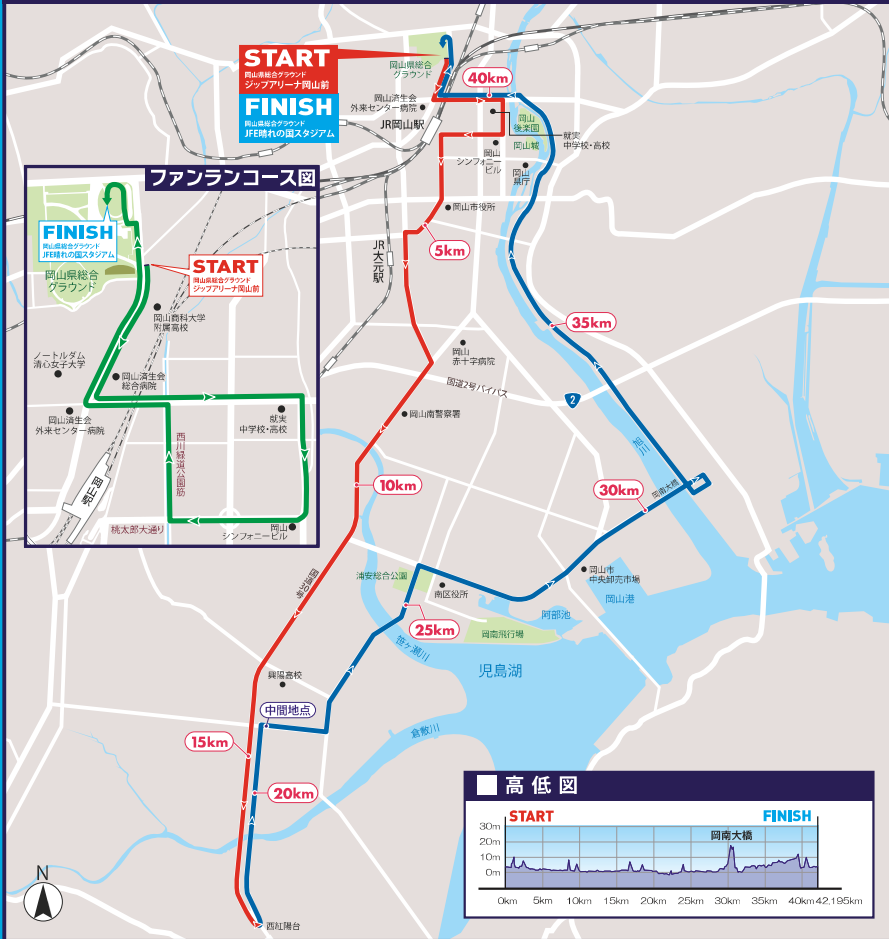 START
岡山県総合グラウンド
ジップアリーナ岡山前
FINISH
岡山県総合グラウンド
JFE晴れの国スタジアム
岡山県総合
グラウンド
40km
岡山済生会
外来センター病院
JR岡山駅
岡山
後楽園
就実
中学校・高校
岡山城
岡山
シンフォニー
ビル
岡山
県庁
岡山市役所
5km
JR大元駅
35km
岡山
赤十字病院
国道2号バイパス
2
岡山南警察署
旭川
10km
30km
岡南大橋
国道30号
浦安総合公園
南区役所
岡山市
中央卸売市場
岡山港
阿部池
25km
岡南飛行場
笹ヶ瀬川
児島湖
興陽高校
中間地点
倉敷川
15km
20km
西紅陽台
N
ファンランコース図
FINISH
岡山県総合グラウンド
JFE晴れの国スタジアム
START
岡山県総合グラウンド
ジップアリーナ岡山前
岡山県総合
グラウンド
岡山商科大学
附属高校
ノートルダム
清心女子大学
岡山済生会
総合病院
岡山済生会
外来センター病院
就実
中学校・高校
西川緑道公園筋
岡山駅
桃太郎大通り
岡山
シンフォニービル
高低図
START
FINISH
岡南大橋
30m
20m
10m
0m
0km 5km 10km 15km 20km 25km 30km 35km 40km 42,195km